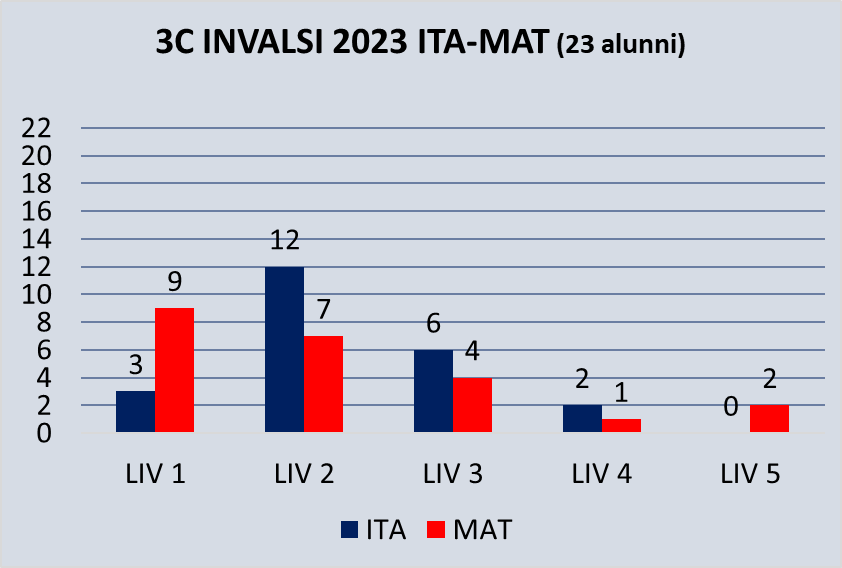 3C INVALSI 2023 ITA-MAT (23 alunni)
22
20
18
16
14
12
10
8
6
4
2
0
3
9
12
7
6
4
2
1
0
2
LIV 1
LIV 2
LIV 3
LIV 4
LIV 5
ITA
MAT